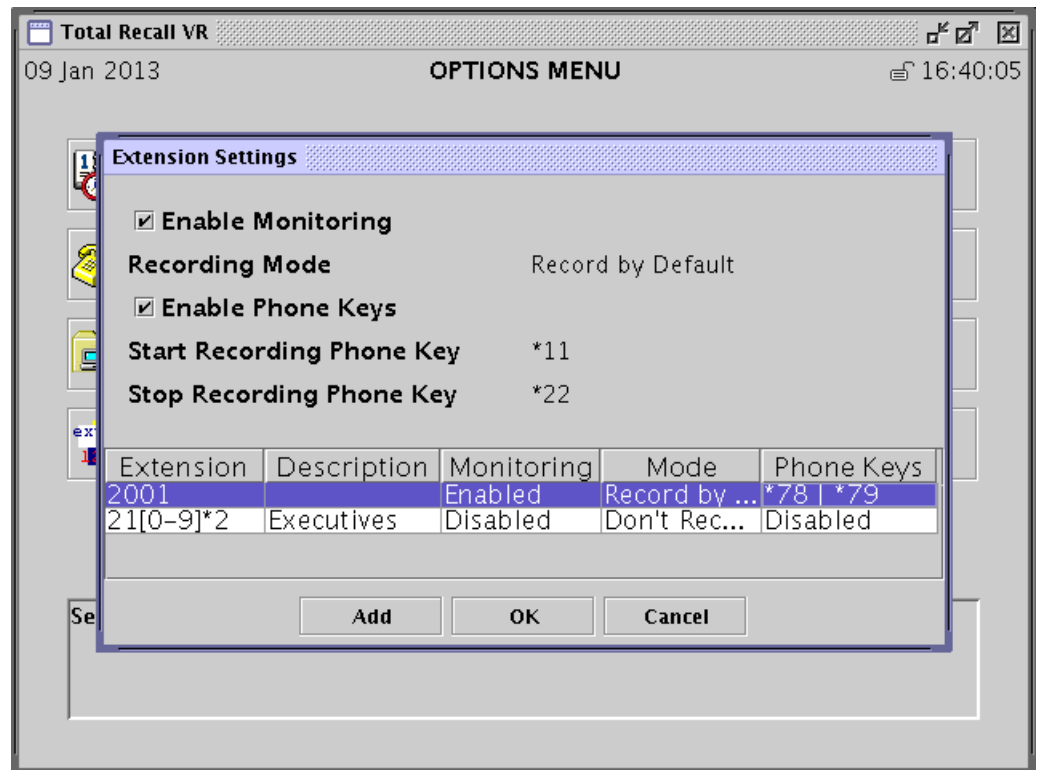 Total Recall VR
09 Jan 2013 OPTIONS MENU 16:40:05
Extension Settings
Enable Monitoring
Recording Mode Record by Default
Enable Phone Keys
Start Recording Phone Key *11
Stop Recording Phone Key *22
Extension Description Monitoring Mode Phone Keys
2001 Enabled Record by ... *78 | *79
21[0-9]*2 Executives Disabled Don't Rec... Disabled
Add OK Cancel
Se